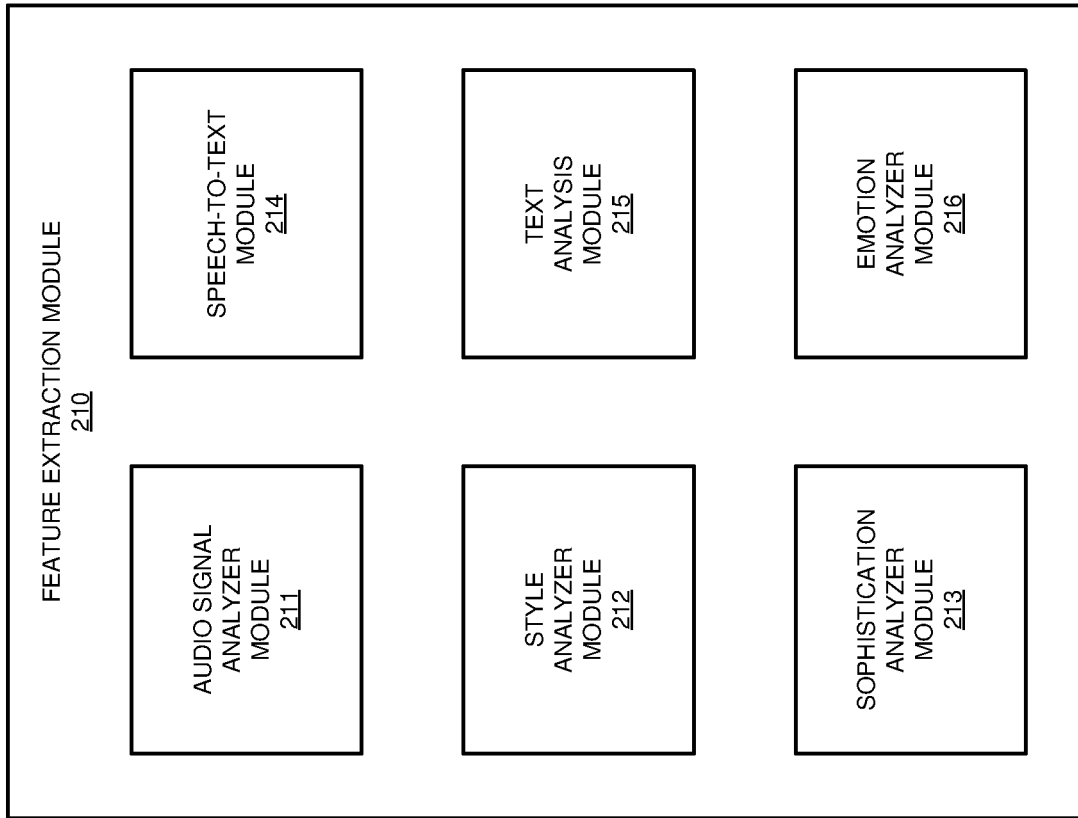 FEATURE EXTRACTION MODULE
210
AUDIO SIGNAL
ANALYZER
MODULE
211
SPEECH-TO-TEXT
MODULE
214
STYLE
ANALYZER
MODULE
212
TEXT
ANALYSIS
MODULE
215
SOPHISTICATION
ANALYZER
MODULE
213
EMOTION
ANALYZER
MODULE
216